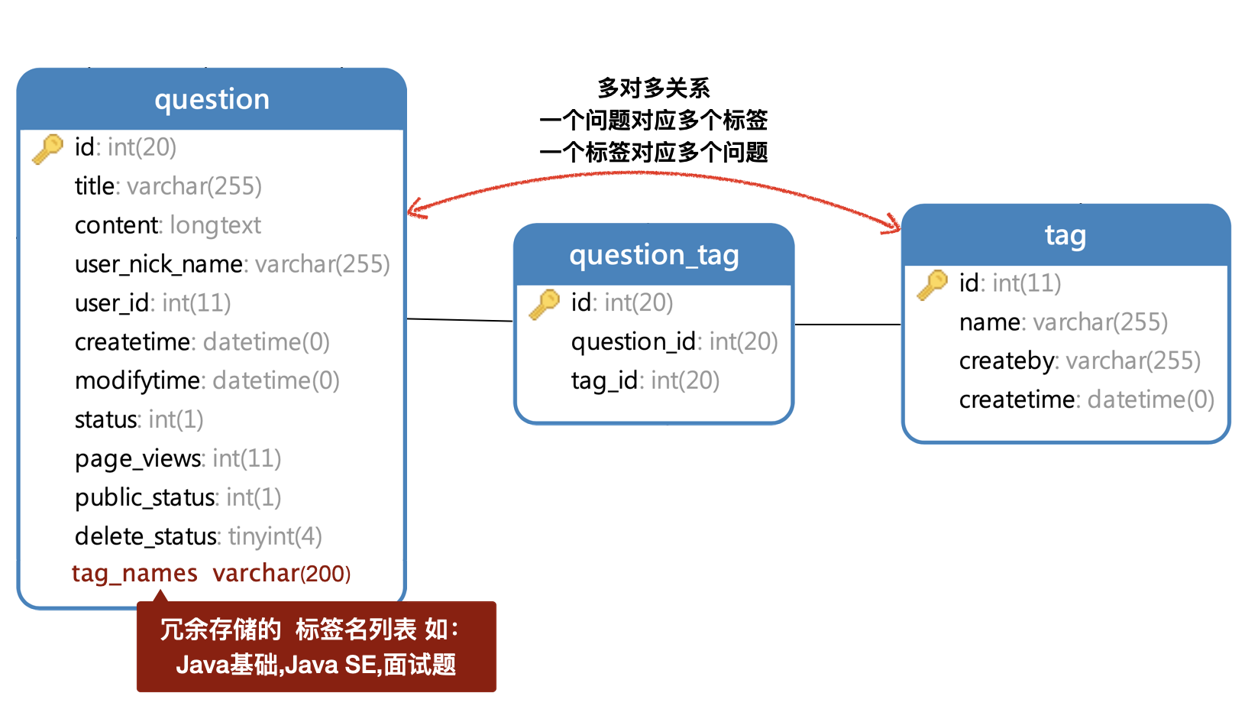 question
id: int(20)
title: varchar(255)
content: longtext
user_nick_name: varchar(255)
user_id: int(11)
createtime: datetime(0)
modifytime: datetime(0)
status: int(1)
page_views: int(11)
public_status: int(1)
delete_status: tinyint(4)
tag_names varchar(200)
冗余存储的 标签名列表 如：
Java基础,Java SE,面试题
多对多关系
一个问题对应多个标签
一个标签对应多个问题
question_tag
id: int(20)
question_id: int(20)
tag_id: int(20)
tag
id: int(11)
name: varchar(255)
createby: varchar(255)
createtime: datetime(0)